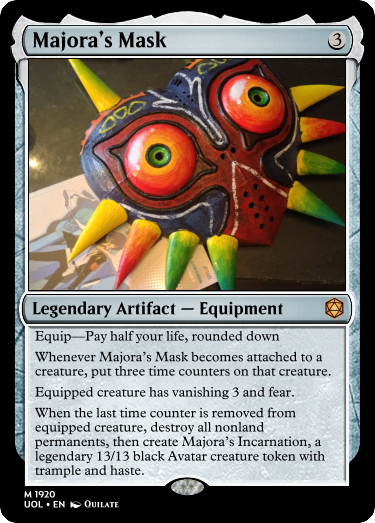 Majora's Mask 3
Legendary Artifact — Equipment
Equip—Pay half your life, rounded down
Whenever Majora's Mask becomes attached to a
creature, put three time counters on that creature.
Equipped creature has vanishing 3 and fear.
When the last time counter is removed from
equipped creature, destroy all nonland
permanents, then create Majora's Incarnation, a
legendary 13/13 black Avatar creature token with
trample and haste.
M 1920
UOL • EN Quilate